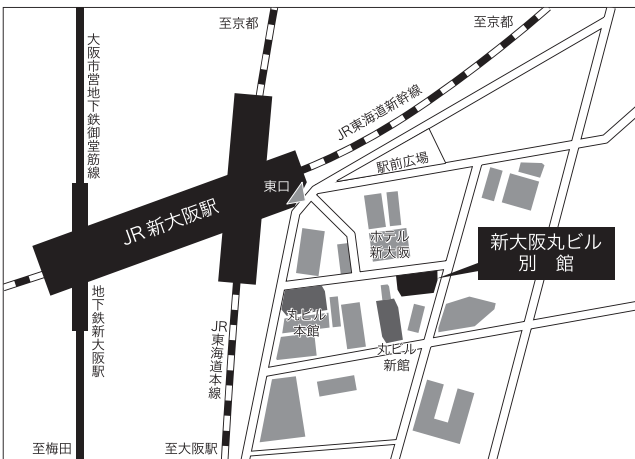 至京都
至京都
大阪市営地下鉄御堂筋線
JR東海道新幹線
駅前広場
東口
JR新大阪駅
ホテル
新大阪
新大阪丸ビル
別 館
丸ビル
本館
丸ビル
新館
地下鉄新大阪駅
JR東海道本線
至梅田
至大阪駅